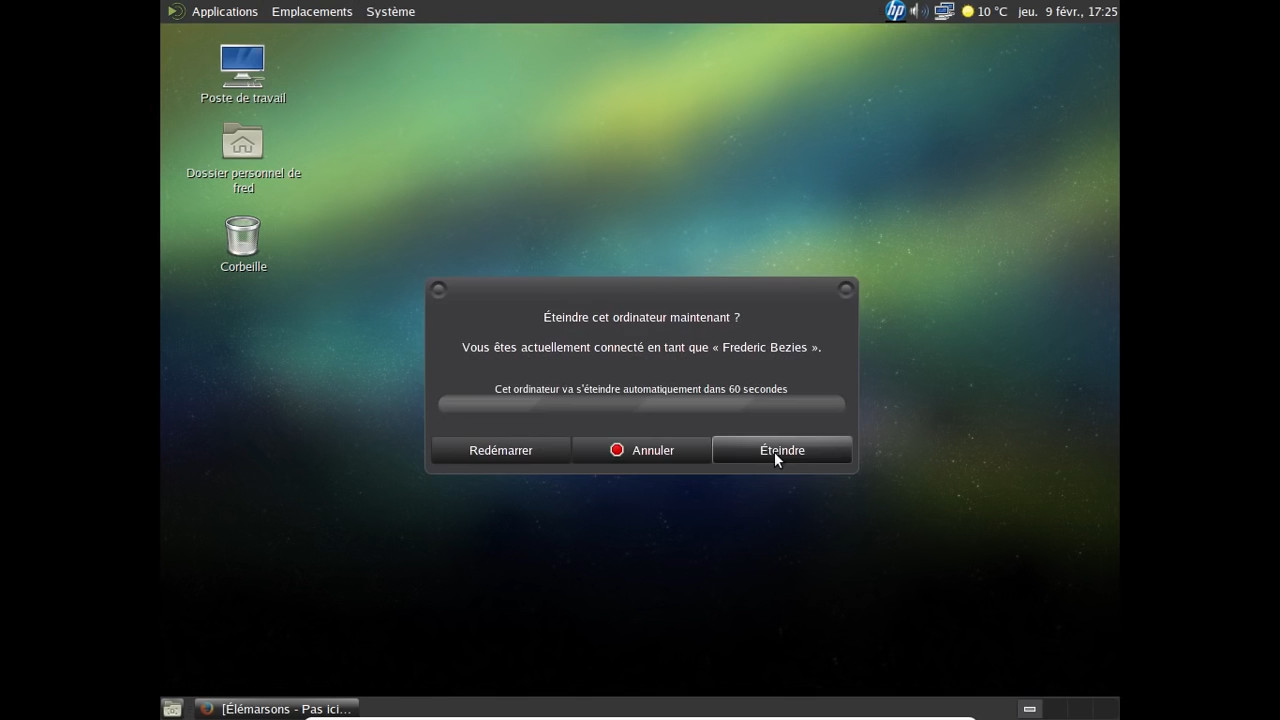 Applications Emplacements Système
hp
10 °C jeu. 9 févr., 17:25
Poste de travail
Dossier personnel de
fred
Corbeille
Éteindre cet ordinateur maintenant ?
Vous êtes actuellement connecté en tant que « Frederic Bezies ».
Cet ordinateur va s'éteindre automatiquement dans 60 secondes
Redémarrer Annuler Éteindre
[Élémarsons - Pas ici...